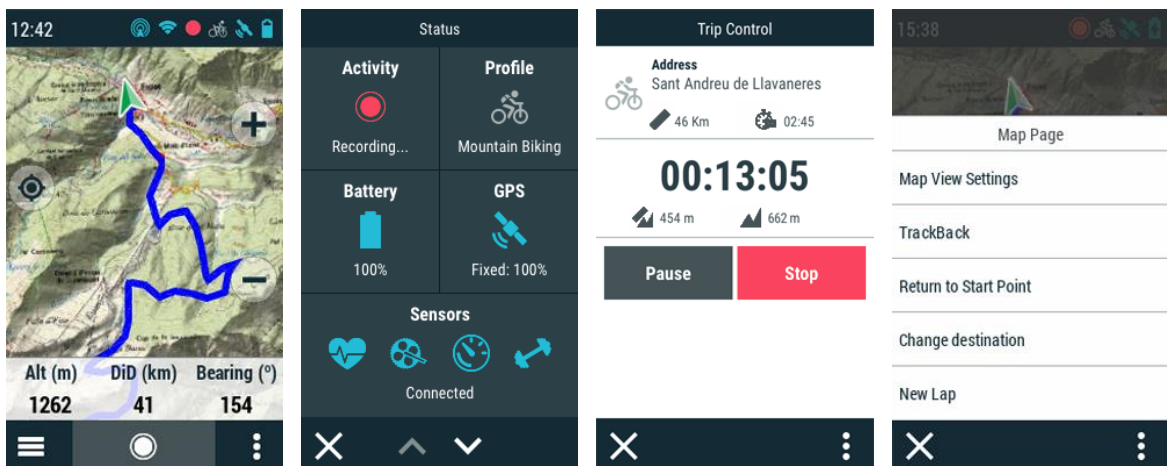 12:42
Alt (m) DiD (km) Bearing (º)
1262 41 154
Status
Activity Profile
Recording... Mountain Biking
Battery GPS
100% Fixed: 100%
Sensors
Connected
Trip Control
Address
Sant Andreu de Llavaneres
46 Km 02:45
00:13:05
454 m 662 m
Pause Stop
15:38
Map Page
Map View Settings
TrackBack
Return to Start Point
Change destination
New Lap